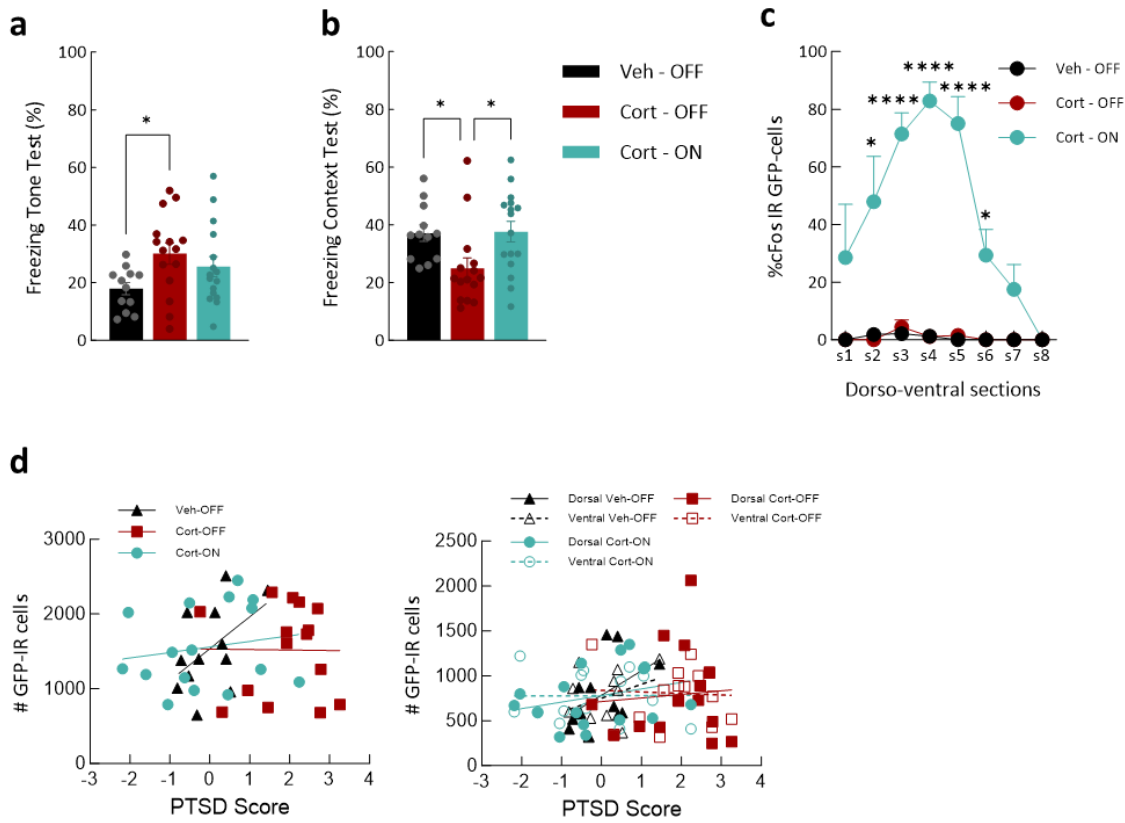 a
b
c
100
80
60
40
20
0
Freezing Tone Test (%)
*
100
80
60
40
20
0
Freezing Context Test (%)
*
*
Veh - OFF
Cort - OFF
Cort - ON
100
80
60
40
20
0
%cFos IR GFP-cells
*
****
****
****
*
Veh - OFF
Cort - OFF
Cort - ON
s1 s2 s3 s4 s5 s6 s7 s8
Dorso-ventral sections
d
Veh-OFF
Cort-OFF
Cort-ON
3000
2000
1000
0
# GFP-IR cells
-3 -2 -1 0 1 2 3 4
PTSD Score
Dorsal Veh-OFF
Dorsal Cort-OFF
Ventral Veh-OFF
Ventral Cort-OFF
Dorsal Cort-ON
Ventral Cort-ON
2500
2000
1500
1000
500
0
# GFP-IR cells
-3 -2 -1 0 1 2 3 4
PTSD Score